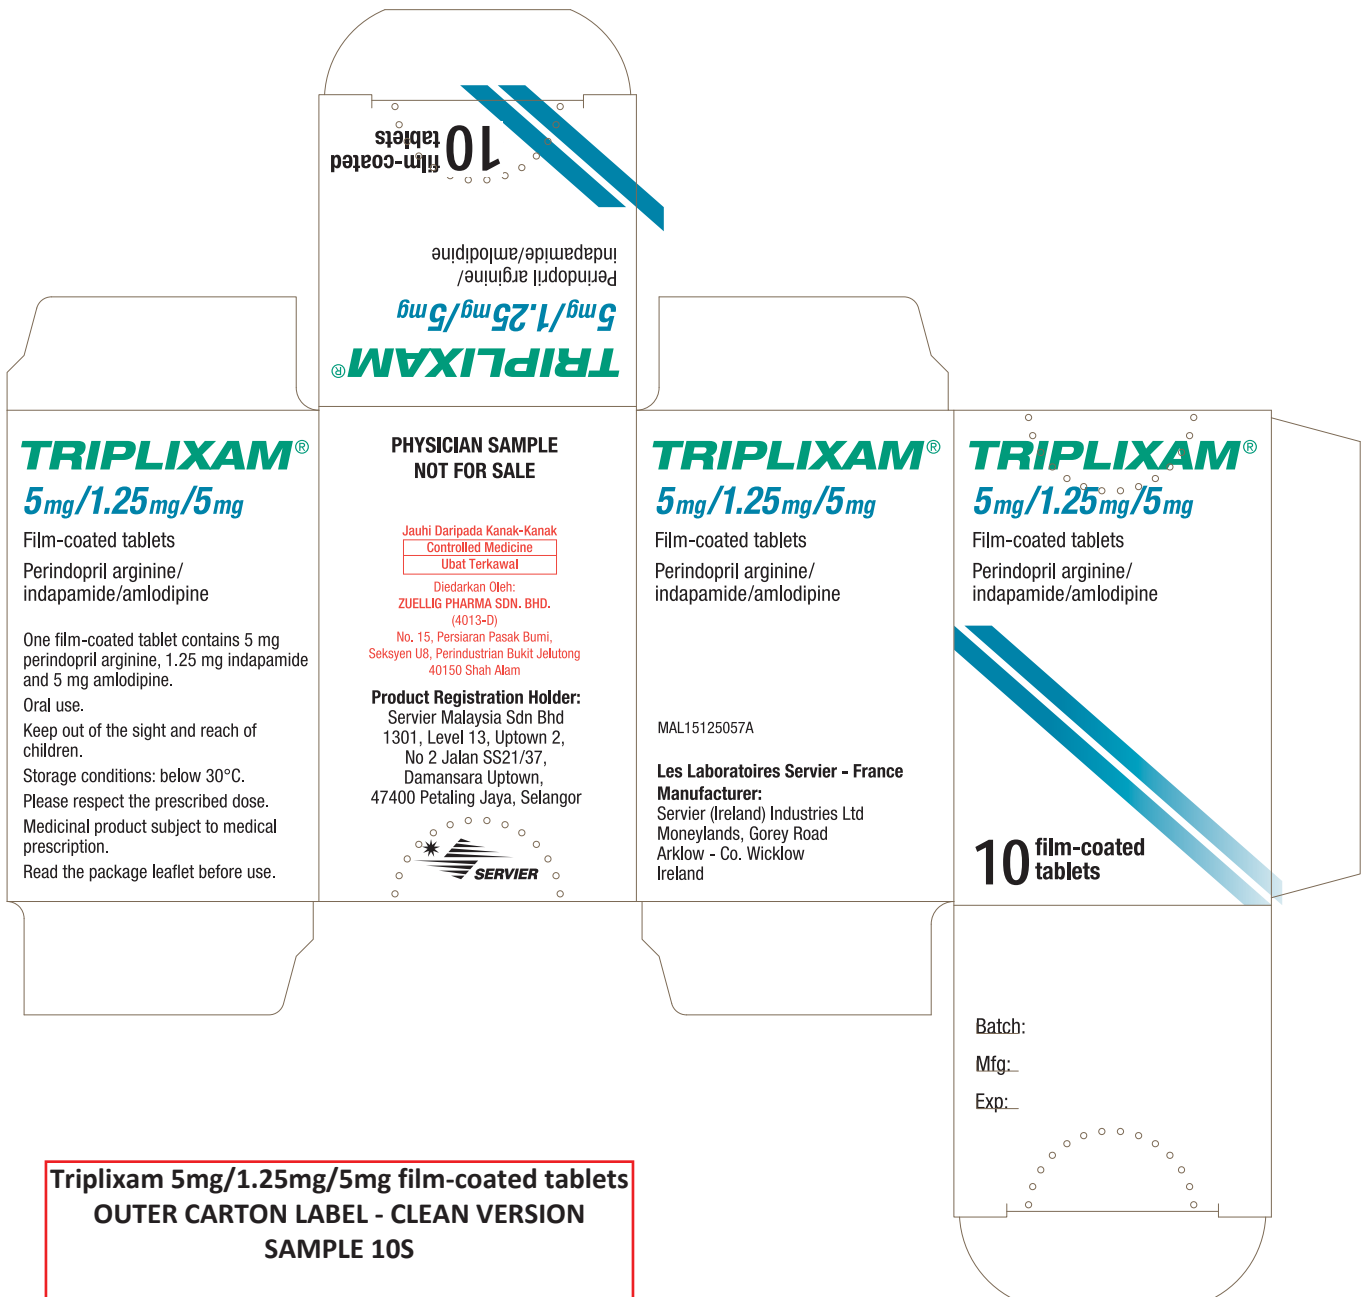 10 film-coated
tablets
Perindopril arginine/
indapamide/amlodipine
5mg/1.25mg/5mg
TRIPLIXAM®
TRIPLIXAM®
5mg/1.25mg/5mg
Film-coated tablets
Perindopril arginine/
indapamide/amlodipine
One film-coated tablet contains 5 mg
perindopril arginine, 1.25 mg indapamide
and 5 mg amlodipine.
Oral use.
Keep out of the sight and reach of
children.
Storage conditions: below 30°C.
Please respect the prescribed dose.
Medicinal product subject to medical
prescription.
Read the package leaflet before use.
PHYSICIAN SAMPLE
NOT FOR SALE
Jauhi Daripada Kanak-Kanak
Controlled Medicine
Ubat Terkawal
Diedarkan Oleh:
ZUELLIG PHARMA SDN. BHD.
(4013-D)
No. 15, Persiaran Pasak Bumi,
Seksyen U8, Perindustrian Bukit Jelutong
40150 Shah Alam
Product Registration Holder:
Servier Malaysia Sdn Bhd
1301, Level 13, Uptown 2,
No 2 Jalan SS21/37,
Damansara Uptown,
47400 Petaling Jaya, Selangor
SERVIER
TRIPLIXAM®
5mg/1.25mg/5mg
Film-coated tablets
Perindopril arginine/
indapamide/amlodipine
MAL15125057A
Les Laboratoires Servier - France
Manufacturer:
Servier (Ireland) Industries Ltd
Moneylands, Gorey Road
Arklow - Co. Wicklow
Ireland
TRIPLIXAM®
5mg/1.25mg/5mg
Film-coated tablets
Perindopril arginine/
indapamide/amlodipine
10 film-coated
tablets
Batch:
Mfg:
Exp:
Triplixam 5mg/1.25mg/5mg film-coated tablets
OUTER CARTON LABEL - CLEAN VERSION
SAMPLE 10S